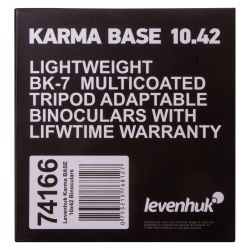 KARMA BASE 10.42
LIGHTWEIGHT
BK-7 MULTICOATED
TRIPOD ADAPTABLE
BINOCULARS WITH
LIFWTIME WARRANTY
74166
Levenhuk Karma BASE
10x42 Binoculars
levenhuk